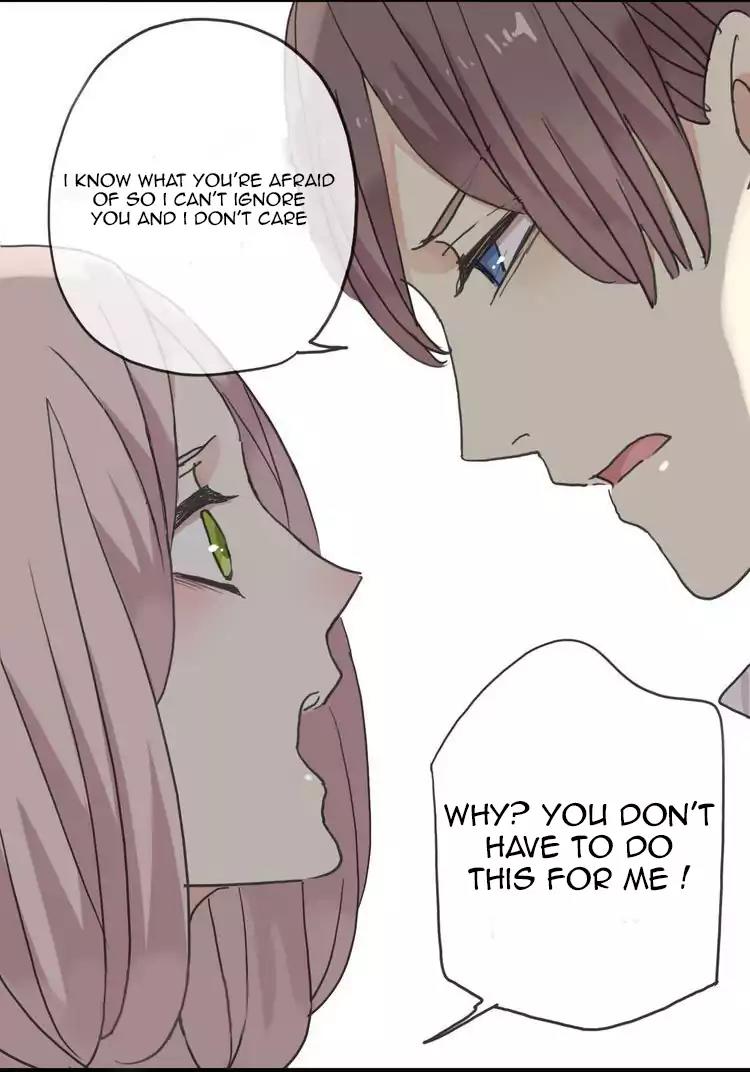 I KNOW WHAT YOU'RE AFRAID
OF SO I CAN'T IGNORE
YOU AND I DON'T CARE
WHY? YOU DON'T
HAVE TO DO
THIS FOR ME !